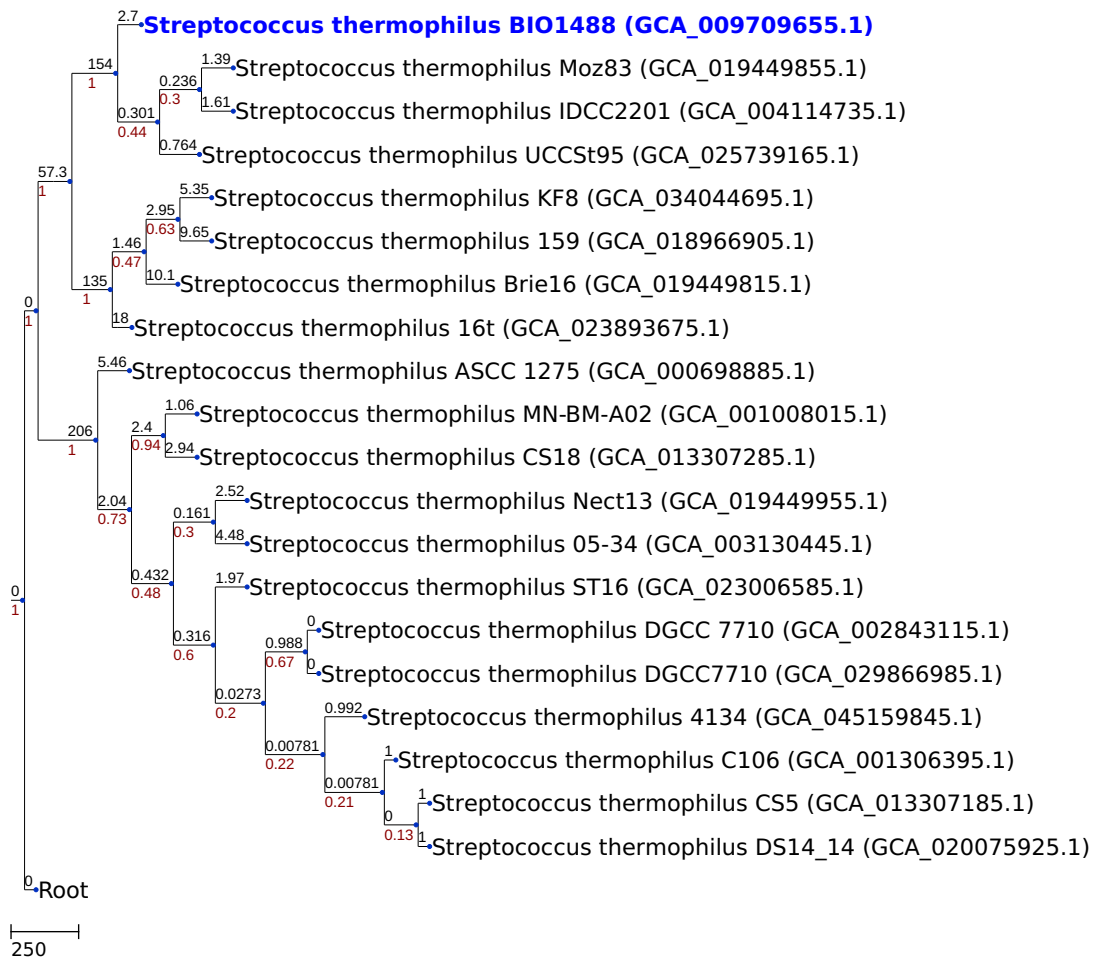 2.7
Streptococcus thermophilus BIO1488 (GCA_009709655.1)
154
1
1.39
Streptococcus thermophilus Moz83 (GCA_019449855.1)
0.236
0.3
1.61
Streptococcus thermophilus IDCC2201 (GCA_004114735.1)
0.301
0.44
0.764
Streptococcus thermophilus UCCSt95 (GCA_025739165.1)
57.3
1
5.35
Streptococcus thermophilus KF8 (GCA_034044695.1)
2.95
0.63
9.65
Streptococcus thermophilus 159 (GCA_018966905.1)
1.46
0.47
10.1
Streptococcus thermophilus Brie16 (GCA_019449815.1)
135
1
18
Streptococcus thermophilus 16t (GCA_023893675.1)
0
1
5.46
Streptococcus thermophilus ASCC 1275 (GCA_000698885.1)
1.06
Streptococcus thermophilus MN-BM-A02 (GCA_001008015.1)
206
1
2.4
0.94
2.94
Streptococcus thermophilus CS18 (GCA_013307285.1)
2.04
0.73
2.52
Streptococcus thermophilus Nect13 (GCA_019449955.1)
0.161
0.3
4.48
Streptococcus thermophilus 05-34 (GCA_003130445.1)
0.432
0.48
1.97
Streptococcus thermophilus ST16 (GCA_023006585.1)
0
1
0.316
0.6
0
Streptococcus thermophilus DGCC 7710 (GCA_002843115.1)
0.988
0.67
0
Streptococcus thermophilus DGCC7710 (GCA_029866985.1)
0.0273
0.2
0.992
Streptococcus thermophilus 4134 (GCA_045159845.1)
0.00781
0.22
1
Streptococcus thermophilus C106 (GCA_001306395.1)
0.00781
0.21
1
Streptococcus thermophilus CS5 (GCA_013307185.1)
0
0.13
1
Streptococcus thermophilus DS14_14 (GCA_020075925.1)
0
Root
250